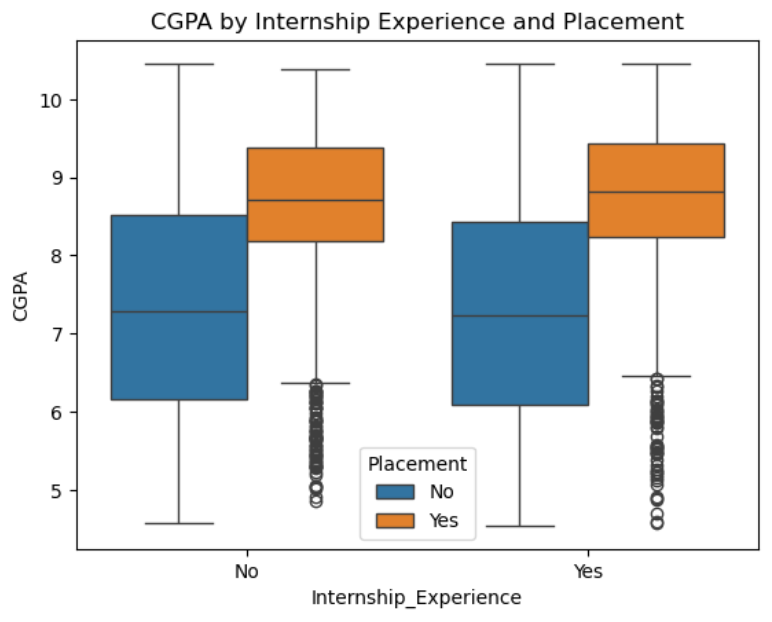 CGPA by Internship Experience and Placement
CGPA
10
9
8
7
6
5
Placement
No
Yes
No
Yes
Internship_Experience